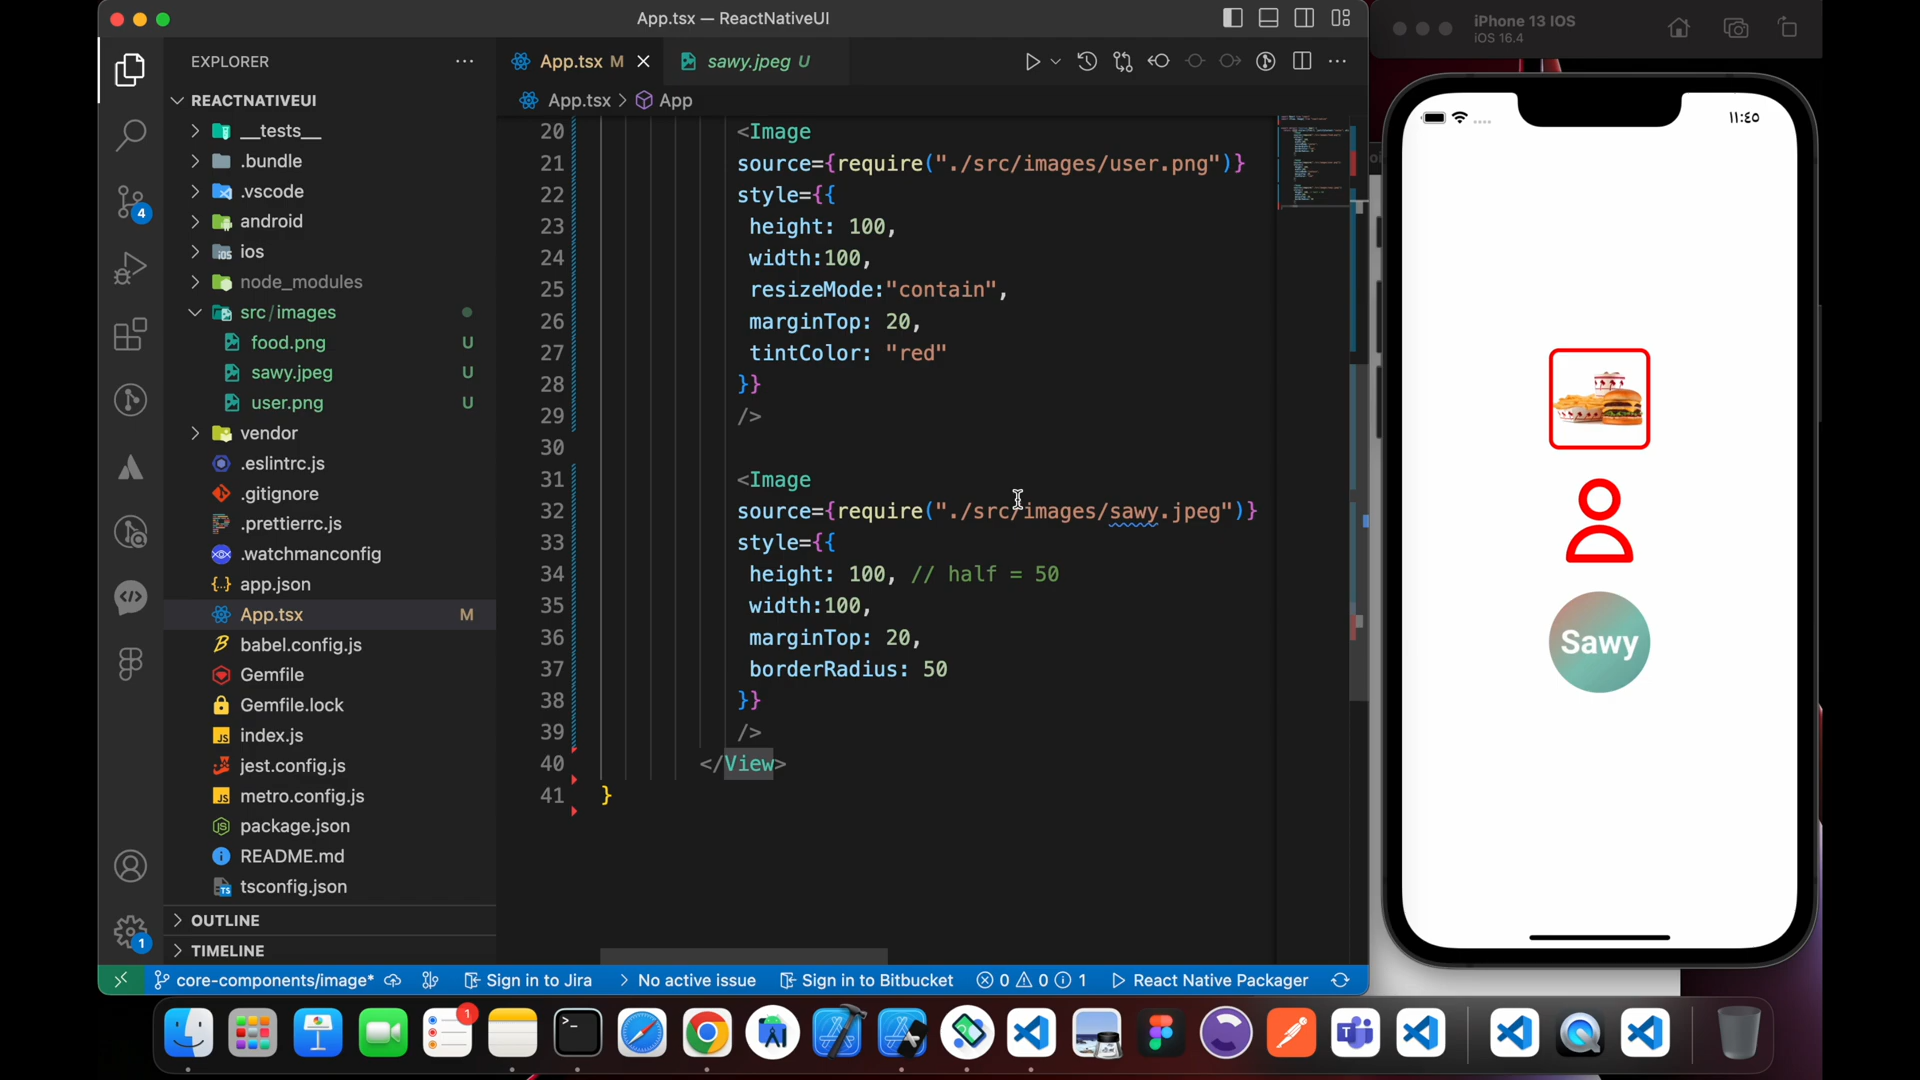 App.tsx — ReactNativeUI
EXPLORER
REACTNATIVEUI
__tests__
.bundle
.vscode
android
ios
node_modules
src/images
food.png U
sawy.jpeg U
user.png U
vendor
.eslintrc.js
.gitignore
.prettierrc.js
.watchmanconfig
app.json
App.tsx M
babel.config.js
Gemfile
Gemfile.lock
index.js
jest.config.js
metro.config.js
package.json
README.md
tsconfig.json
OUTLINE
TIMELINE
4
1
App.tsx M
sawy.jpeg U
App.tsx > App
20 <Image
21 source={require("./src/images/user.png")}
22 style={{
23 height: 100,
24 width:100,
25 resizeMode:"contain",
26 marginTop: 20,
27 tintColor: "red"
28 }}
29 />
30
31 <Image
32 source={require("./src/images/sawy.jpeg")}
33 style={{
34 height: 100, // half = 50
35 width:100,
36 marginTop: 20,
37 borderRadius: 50
38 }}
39 />
40 </View>
41 }
core-components/image* Sign in to Jira No active issue Sign in to Bitbucket 0 0 1 React Native Packager
iPhone 13 IOS
iOS 16.4
١١:٤٥
Sawy
1